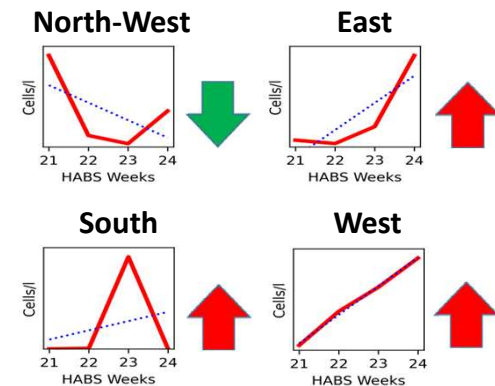 North-West
Cells/l
21 22 23 24
HABS Weeks
East
Cells/l
21 22 23 24
HABS Weeks
South
Cells/l
21 22 23 24
HABS Weeks
West
Cells/l
21 22 23 24
HABS Weeks